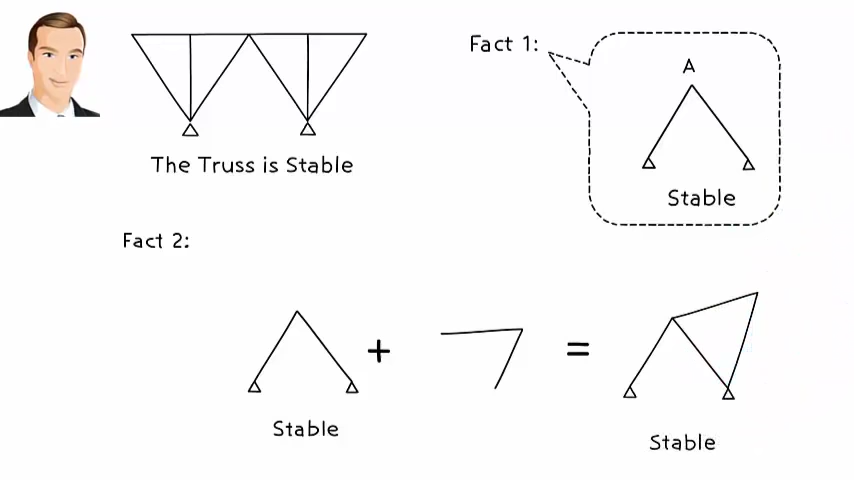 Fact 1:
A
The Truss is Stable
Stable
Fact 2:
+
=
Stable
Stable